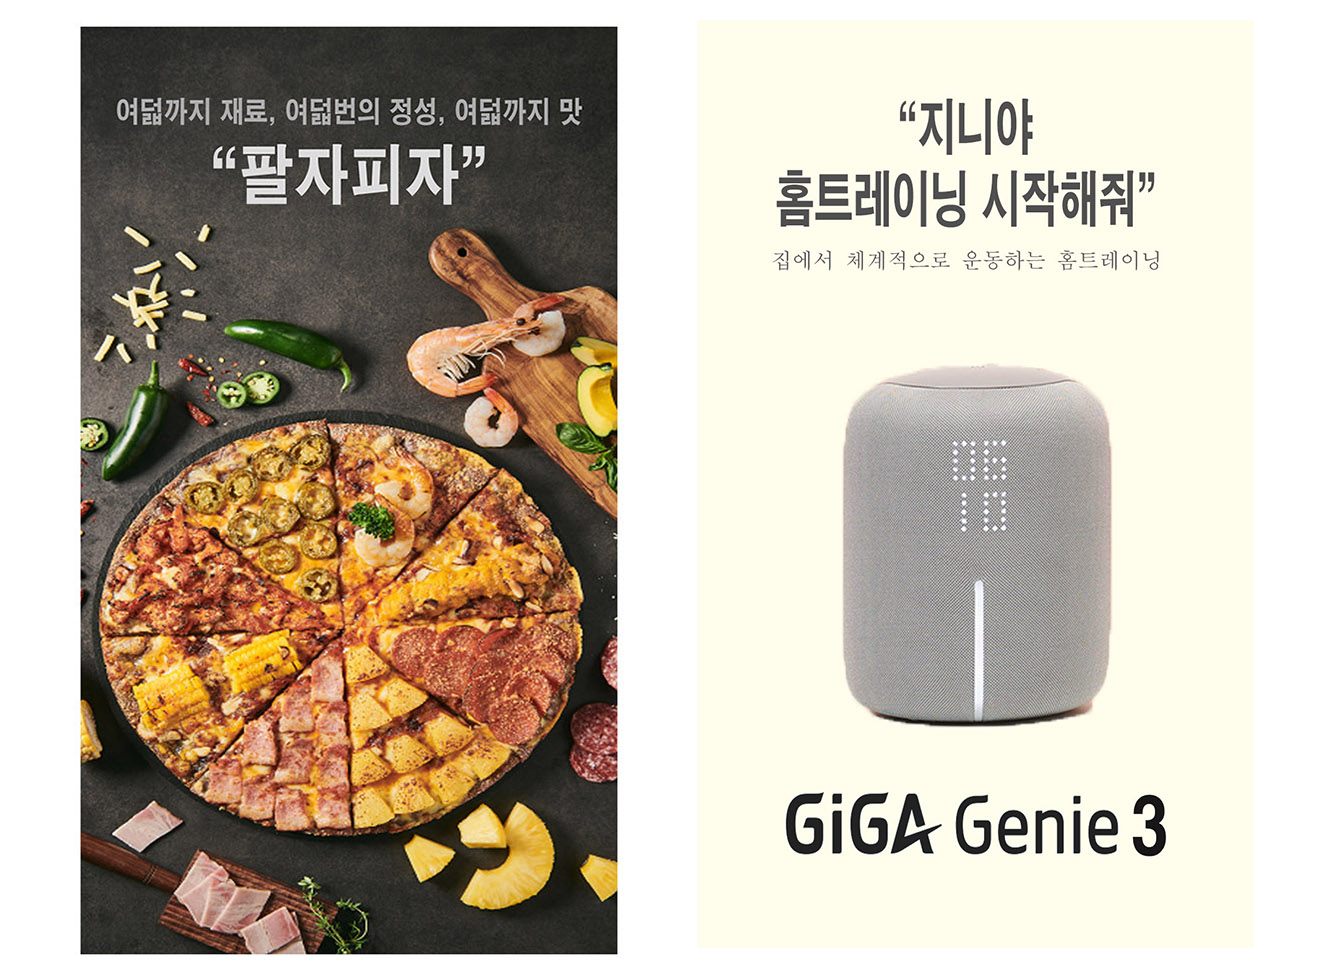 여덟까지 재료, 여덟번의 정성, 여덟까지 맛
“팔자피자”
“지니야
홈트레이닝 시작해줘”
집에서 체계적으로 운동하는 홈트레이닝
06
10
GiGA Genie 3